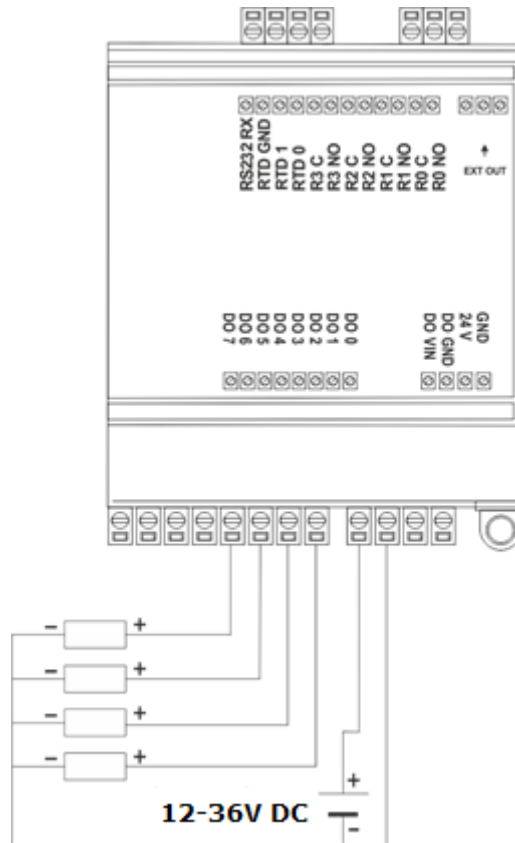 RS232 RX
RTD GND
RTD 1
RTD 0
R3 C
R3 NO
R2 C
R2 NO
R1 C
R1 NO
R0 C
R0 NO
EXT OUT
DO 7
DO 6
DO 5
DO 4
DO 3
DO 2
DO 1
DO 0
DO VIN
DO GND
24 V
GND
- +
- +
- +
- +
+
12-36V DC
-